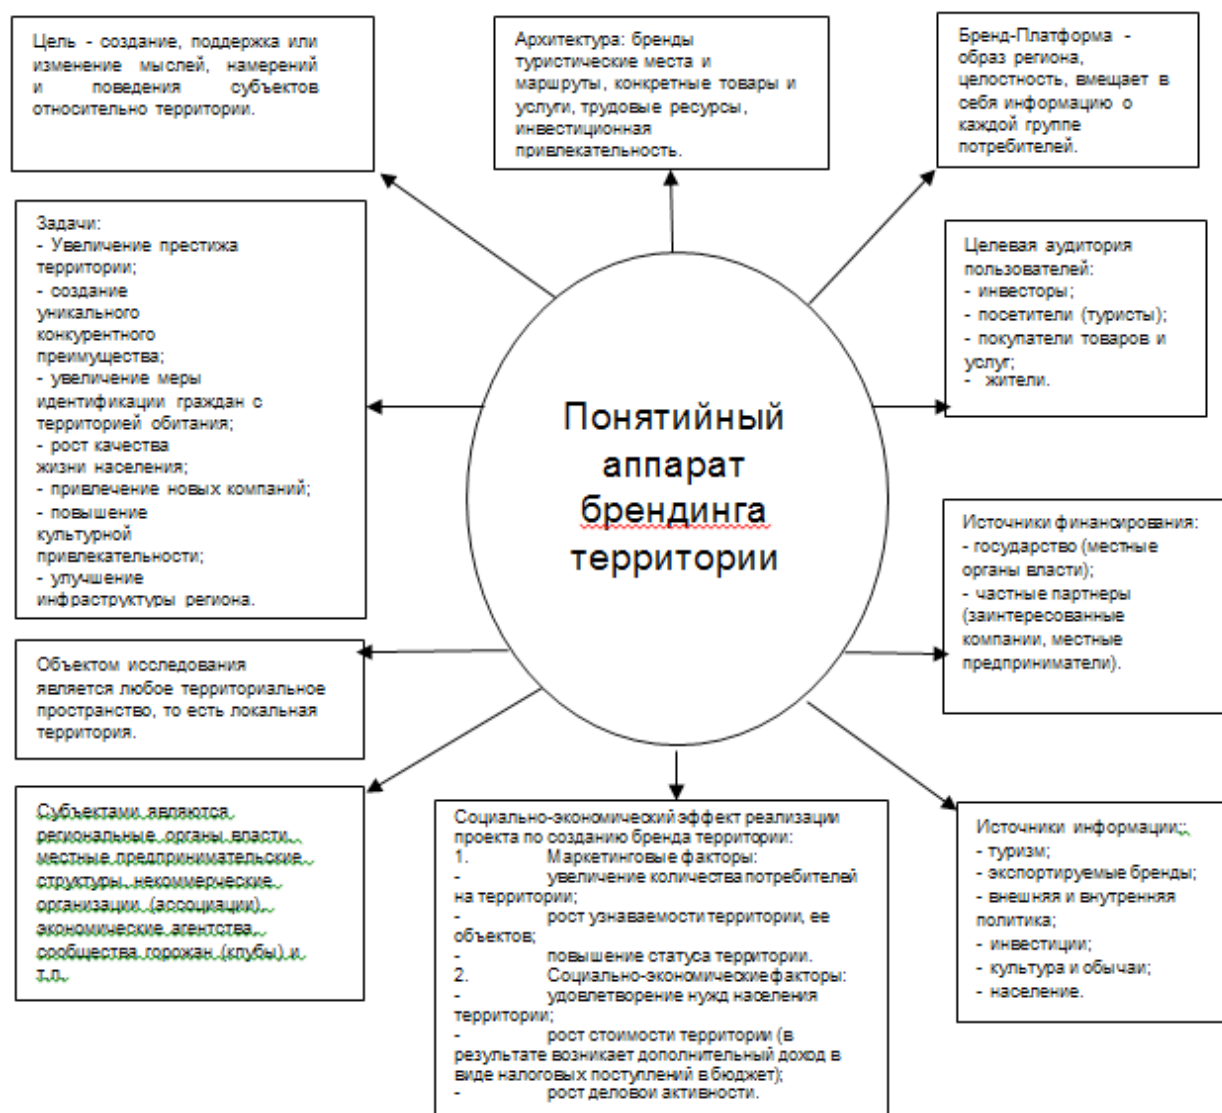 Цель - создание, поддержка или
изменение мыслей, намерений
и поведения субъектов
относительно территории.
Архитектура: бренды
туристические места и
маршруты, конкретные товары и
услуги, трудовые ресурсы,
инвестиционная
привлекательность.
Бренд-Платформа -
образ региона,
целостность, вмещает в
себя информацию о
каждой группе
потребителей.
Задачи:
- Увеличение престижа
территории;
- создание
уникального
конкурентного
преимущества;
- увеличение меры
идентификации граждан с
территорией обитания;
- рост качества
жизни населения;
- привлечение новых компаний;
- повышение
культурной
привлекательности;
- улучшение
инфраструктуры региона.
Целевая аудитория
пользователей:
- инвесторы;
- посетители (туристы);
- покупатели товаров и
услуг;
- жители.
Понятийный
аппарат
брендинга
территории
Источники финансирования:
- государство (местные
органы власти);
- частные партнеры
(заинтересованные
компании, местные
предприниматели).
Объектом исследования
является любое территориальное
пространство, то есть локальная
территория.
Субъектами являются
региональные органы власти,
местные предпринимательские
структуры, некоммерческие
организации (ассоциации),
экономические агентства,
сообщества горожан (клубы) и
т.п.
Социально-экономический эффект реализации
проекта по созданию бренда территории:
1. Маркетинговые факторы:
- увеличение количества потребителей
на территории;
- рост узнаваемости территории, ее
объектов;
- повышение статуса территории.
2. Социально-экономические факторы:
- удовлетворение нужд населения
территории;
- рост стоимости территории (в
результате возникает дополнительный доход в
виде налоговых поступлений в бюджет);
- рост деловой активности.
Источники информации;:
- туризм;
- экспортируемые бренды;
- внешняя и внутренняя
политика;
- инвестиции;
- культура и обычаи;
- население.